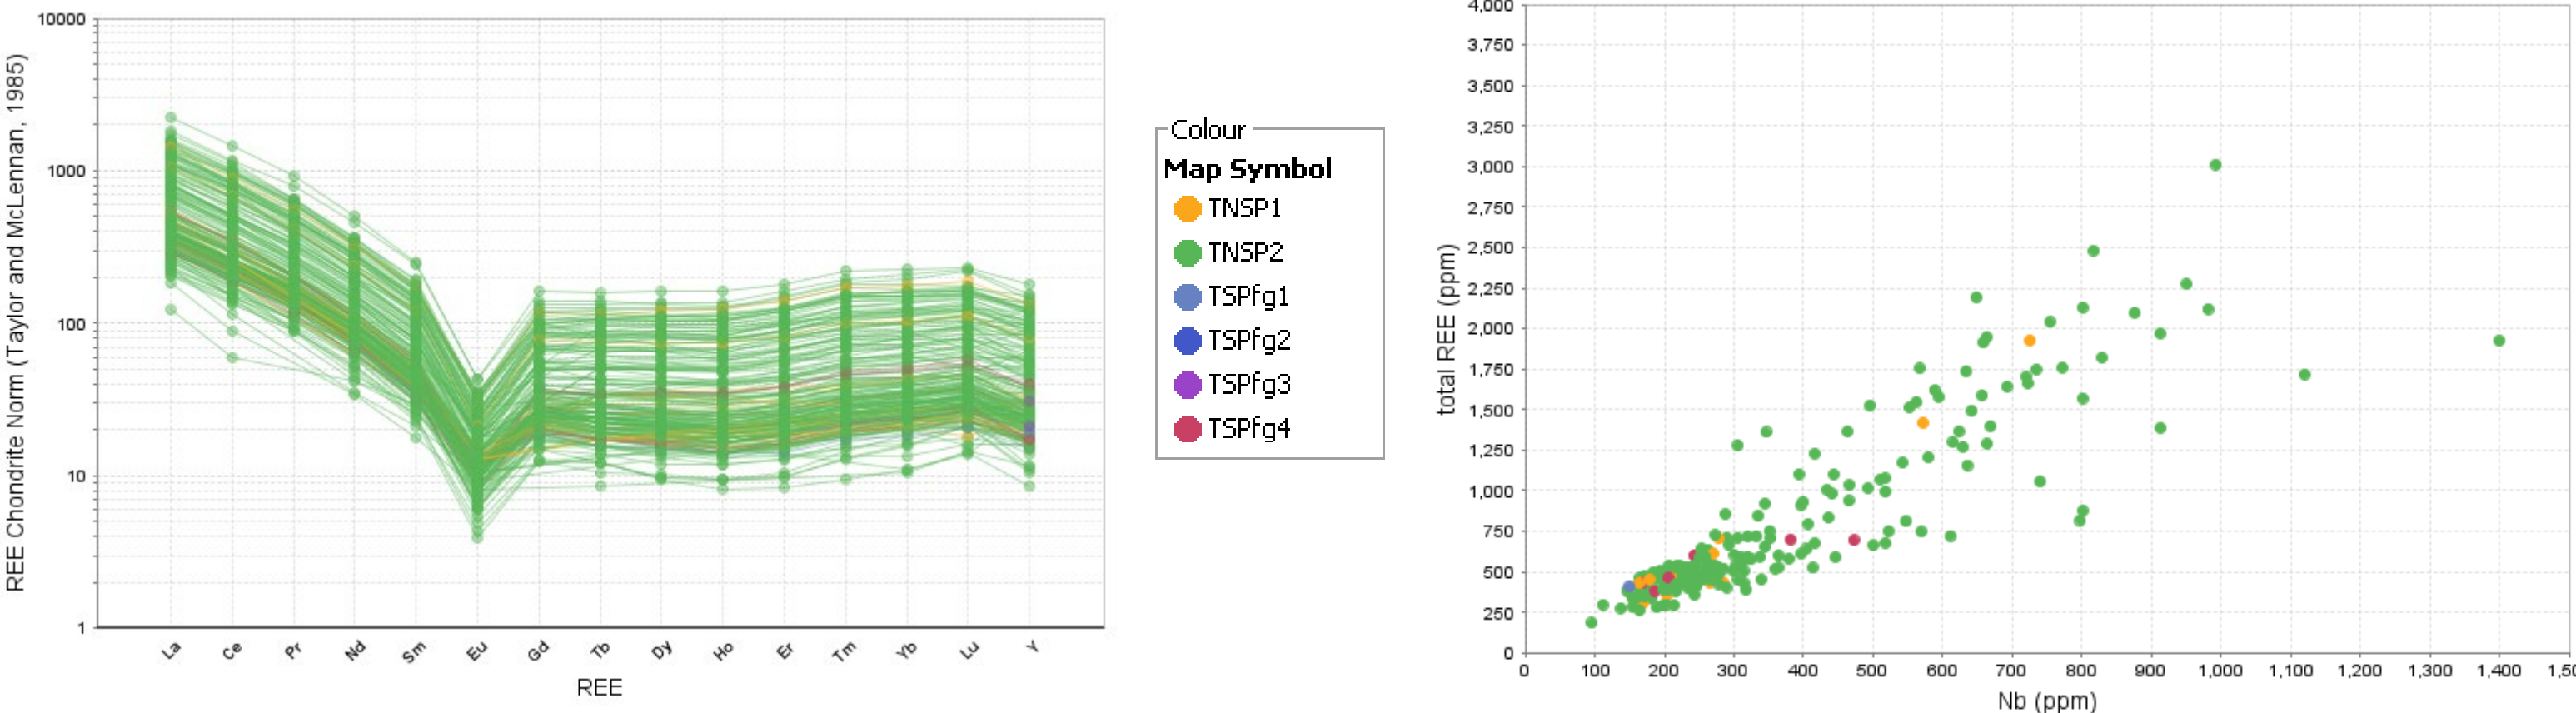 10000
1000
100
10
1
REE Chondrite Norm (Taylor and McLennan, 1985)
La Ce Pr Nd Sm Eu Gd Tb Dy Ho Er Tm Yb Lu Y
REE
Colour
Map Symbol
TNSP1
TNSP2
TSPfg1
TSPfg2
TSPfg3
TSPfg4
4,000
3,750
3,500
3,250
3,000
2,750
2,500
2,250
2,000
1,750
1,500
1,250
1,000
750
500
250
0
total REE (ppm)
0 100 200 300 400 500 600 700 800 900 1,000 1,100 1,200 1,300 1,400 1,50
Nb (ppm)